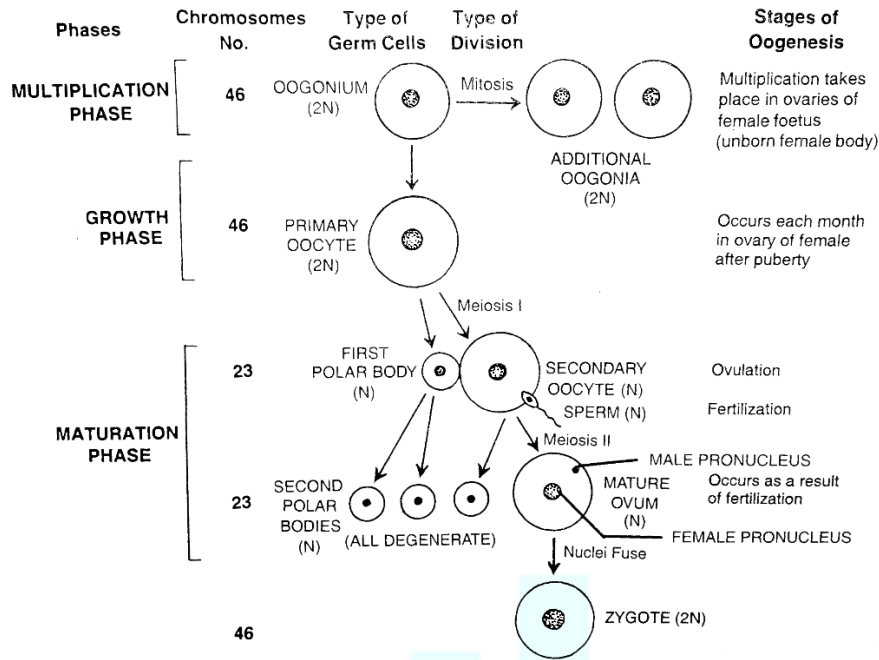 Phases
Chromosomes
No.
Type of
Germ Cells
Type of
Division
Stages of
Oogenesis
MULTIPLICATION
PHASE
46
OOGONIUM
(2N)
Mitosis
ADDITIONAL
OOGONIA
(2N)
Multiplication takes
place in ovaries of
female foetus
(unborn female body)
GROWTH
PHASE
46
PRIMARY
OOCYTE
(2N)
Occurs each month
in ovary of female
after puberty
Meiosis I
MATURATION
PHASE
23
FIRST
POLAR BODY
(N)
SECONDARY
OOCYTE (N)
Ovulation
SPERM (N)
Fertilization
Meiosis II
23
SECOND
POLAR
BODIES
(N)
(ALL DEGENERATE)
MALE PRONUCLEUS
MATURE
OVUM
(N)
Occurs as a result
of fertilization
FEMALE PRONUCLEUS
Nuclei Fuse
46
ZYGOTE (2N)